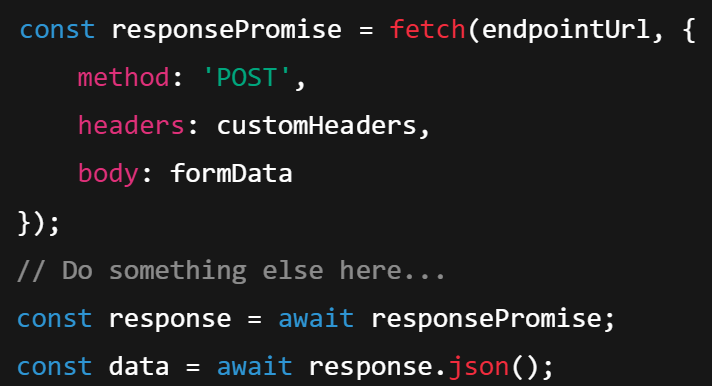 const responsePromise = fetch(endpointUrl, {
    method: 'POST',
    headers: customHeaders,
    body: formData
});
// Do something else here...
const response = await responsePromise;
const data = await response.json();